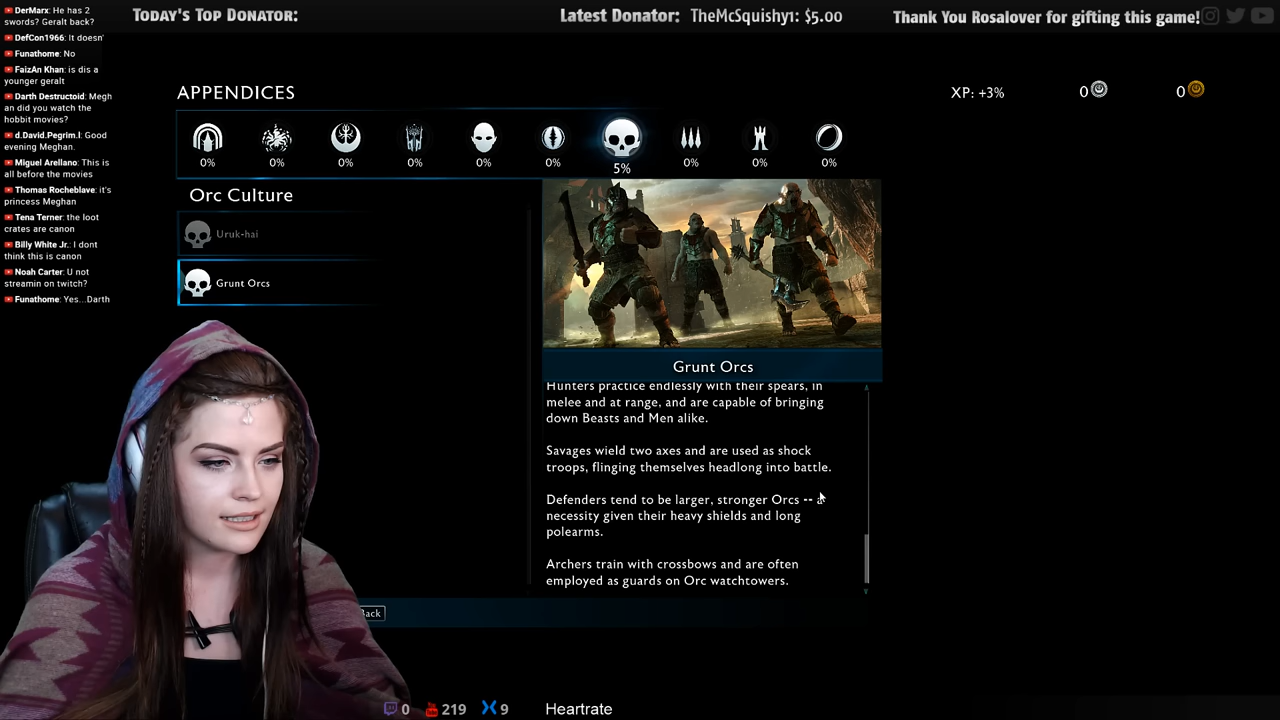 Today's Top Donator:
Latest Donator: TheMcSquishy1: $5.00
Thank You Rosalover for gifting this game!
DerMarx: He has 2
swords? Geralt back?
DefCon1966: It doesn'
Funathome: No
FaizAn Khan: is dis a
younger geralt
Darth Destructoid: Megh
an did you watch the
hobbit movies?
d.David.Pegrim.I: Good
evening Meghan.
Miguel Arellano: This is
all before the movies
Thomas Rocheblave: it's
princess Meghan
Tena Terner: the loot
crates are canon
Billy White Jr.: I dont
think this is canon
Noah Carter: U not
streamin on twitch?
Funathome: Yes...Darth
APPENDICES
XP: +3%
0
0
0%
0%
0%
0%
0%
0%
5%
0%
0%
0%
Orc Culture
Uruk-hai
Grunt Orcs
Grunt Orcs
Hunters practice endlessly with their spears, in
melee and at range, and are capable of bringing
down Beasts and Men alike.
Savages wield two axes and are used as shock
troops, flinging themselves headlong into battle.
Defenders tend to be larger, stronger Orcs -- a
necessity given their heavy shields and long
polearms.
Archers train with crossbows and are often
employed as guards on Orc watchtowers.
Back
0
219
9
Heartrate